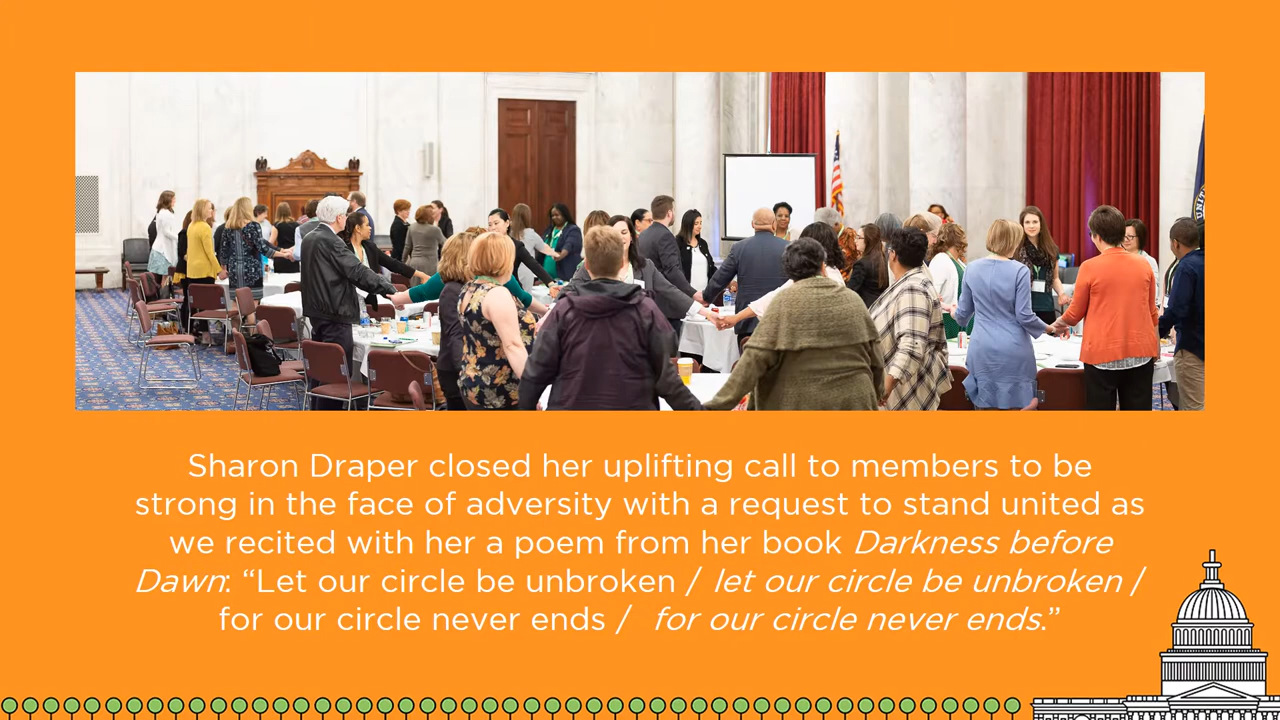 Sharon Draper closed her uplifting call to members to be
strong in the face of adversity with a request to stand united as
we recited with her a poem from her book Darkness before
Dawn: “Let our circle be unbroken / let our circle be unbroken /
for our circle never ends / for our circle never ends.”